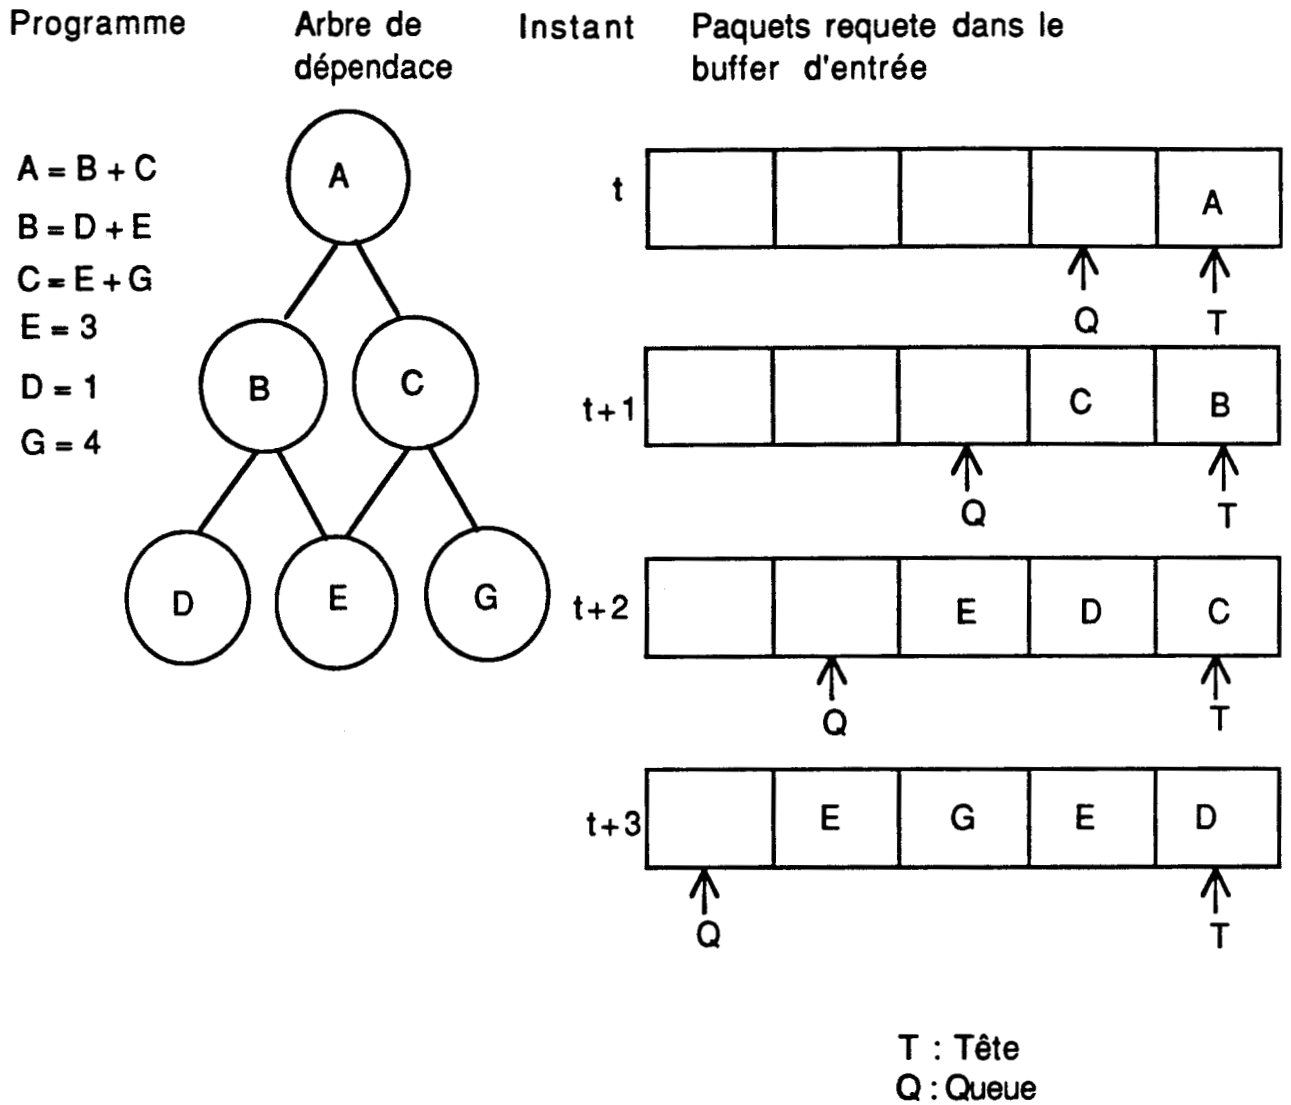 Programme
Arbre de
dépendace
Instant
Paquets requete dans le
buffer d'entrée
A = B + C
B = D + E
C = E + G
E = 3
D = 1
G = 4
A
B
C
D
E
G
t
A
Q
T
t+1
C
B
Q
T
t+2
E
D
C
Q
T
t+3
E
G
E
D
Q
T
T : Tête
Q : Queue